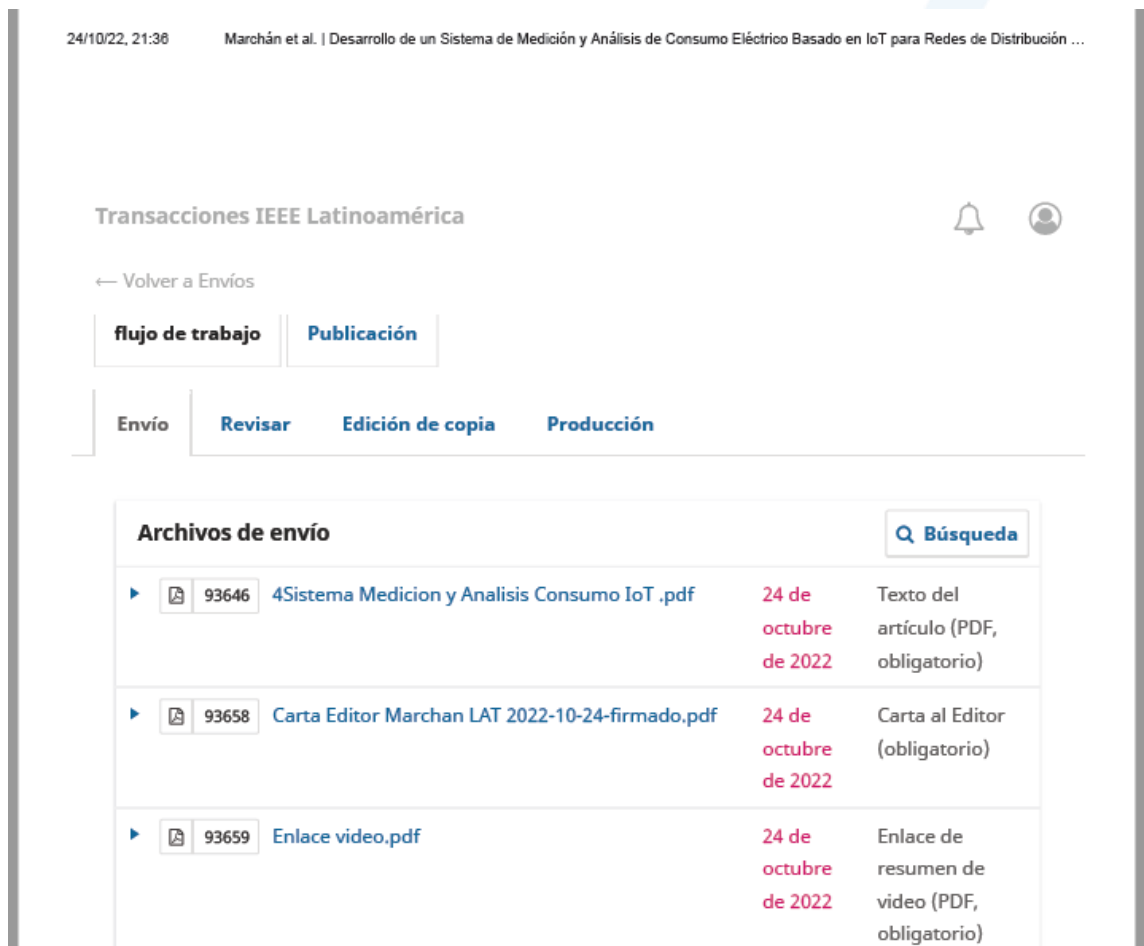 24/10/22, 21:36 Marchán et al. | Desarrollo de un Sistema de Medición y Análisis de Consumo Eléctrico Basado en IoT para Redes de Distribución ...
Transacciones IEEE Latinoamérica
← Volver a Envíos
flujo de trabajo Publicación
Envío Revisar Edición de copia Producción
Archivos de envío Búsqueda
93646 4Sistema Medicion y Analisis Consumo IoT .pdf 24 de Texto del
octubre artículo (PDF,
de 2022 obligatorio)
93658 Carta Editor Marchan LAT 2022-10-24-firmado.pdf 24 de Carta al Editor
octubre (obligatorio)
de 2022
93659 Enlace video.pdf 24 de Enlace de
octubre resumen de
de 2022 video (PDF,
obligatorio)